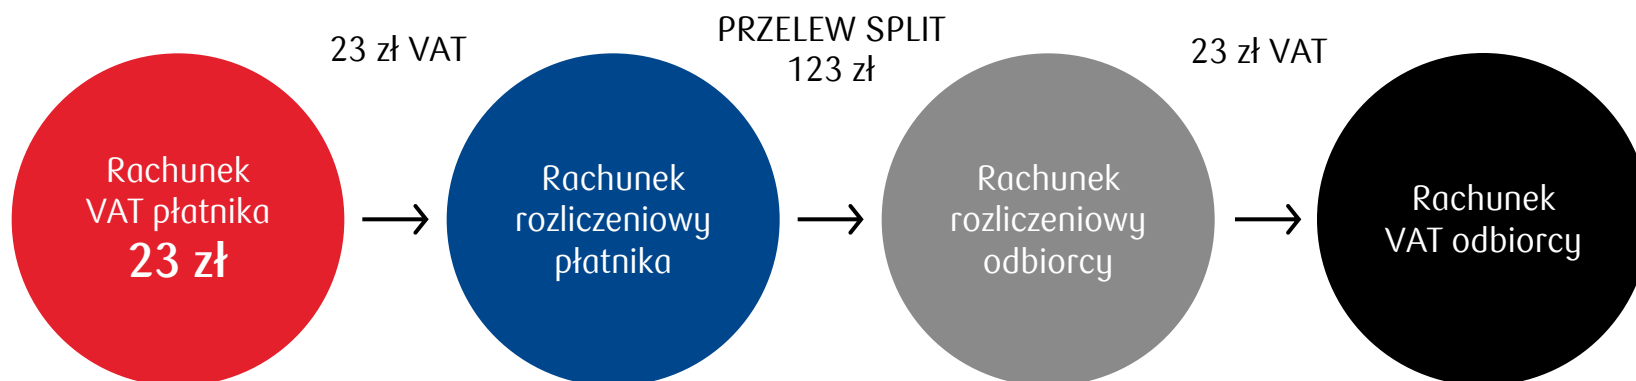 23 zł VAT
PRZELEW SPLIT
123 zł
23 zł VAT
Rachunek
VAT płatnika
23 zł
Rachunek
rozliczeniowy
płatnika
Rachunek
rozliczeniowy
odbiorcy
Rachunek
VAT odbiorcy